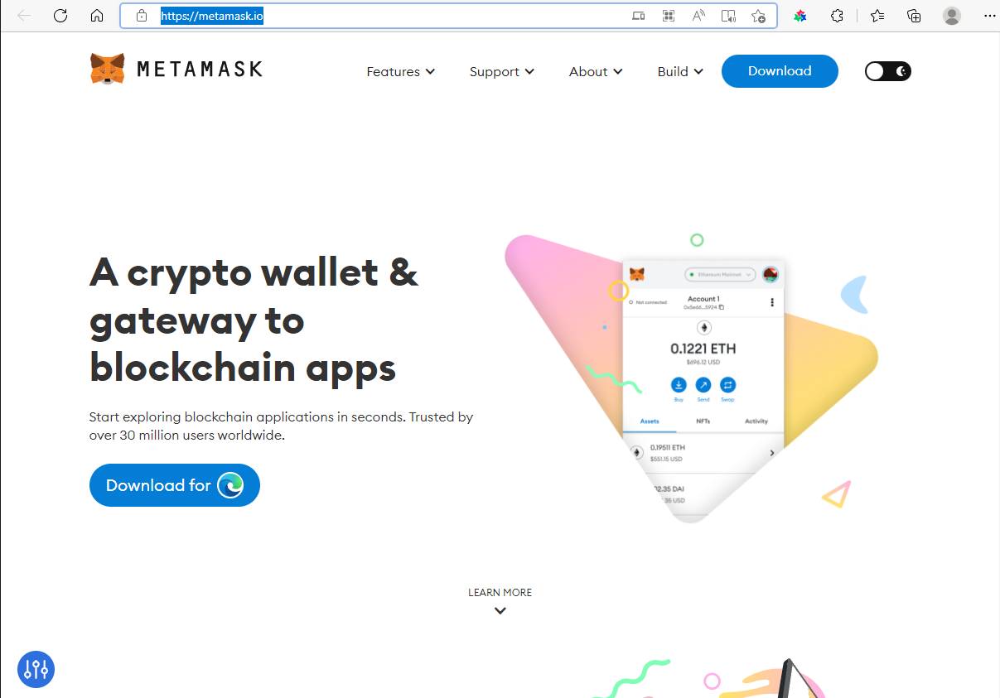 https://metamask.io
METAMASK
Features
Support
About
Build
Download
A crypto wallet &
gateway to
blockchain apps
Start exploring blockchain applications in seconds. Trusted by
over 30 million users worldwide.
Download for
Ethereum Mainnet
Not connected
Account 1
0x5e66...5924
0.1221 ETH
$696.12 USD
Buy
Send
Swap
Assets
NFTs
Activity
0.19511 ETH
$551.15 USD
02.35 DAI
.35 USD
LEARN MORE